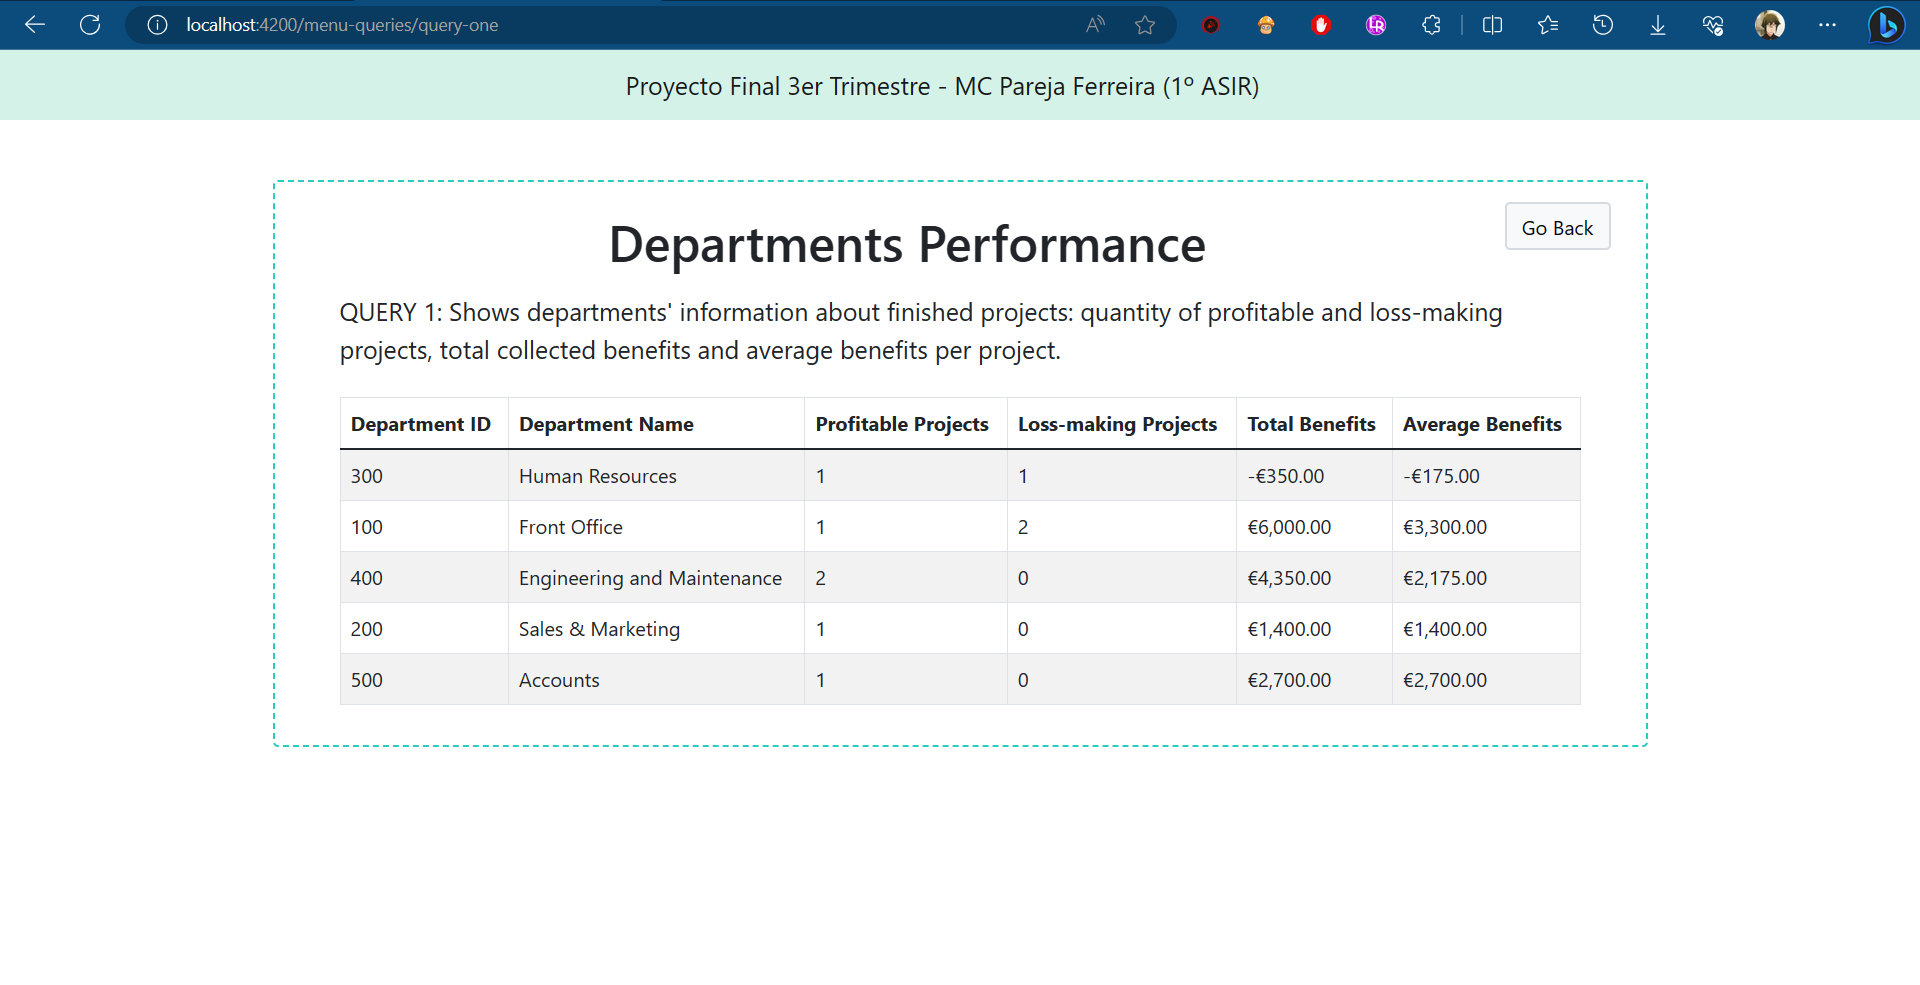 localhost:4200/menu-queries/query-one
Proyecto Final 3er Trimestre - MC Pareja Ferreira (1º ASIR)
Go Back
Departments Performance
QUERY 1: Shows departments' information about finished projects: quantity of profitable and loss-making
projects, total collected benefits and average benefits per project.
Department ID Department Name Profitable Projects Loss-making Projects Total Benefits Average Benefits
300 Human Resources 1 1 -€350.00 -€175.00
100 Front Office 1 2 €6,000.00 €3,300.00
400 Engineering and Maintenance 2 0 €4,350.00 €2,175.00
200 Sales & Marketing 1 0 €1,400.00 €1,400.00
500 Accounts 1 0 €2,700.00 €2,700.00